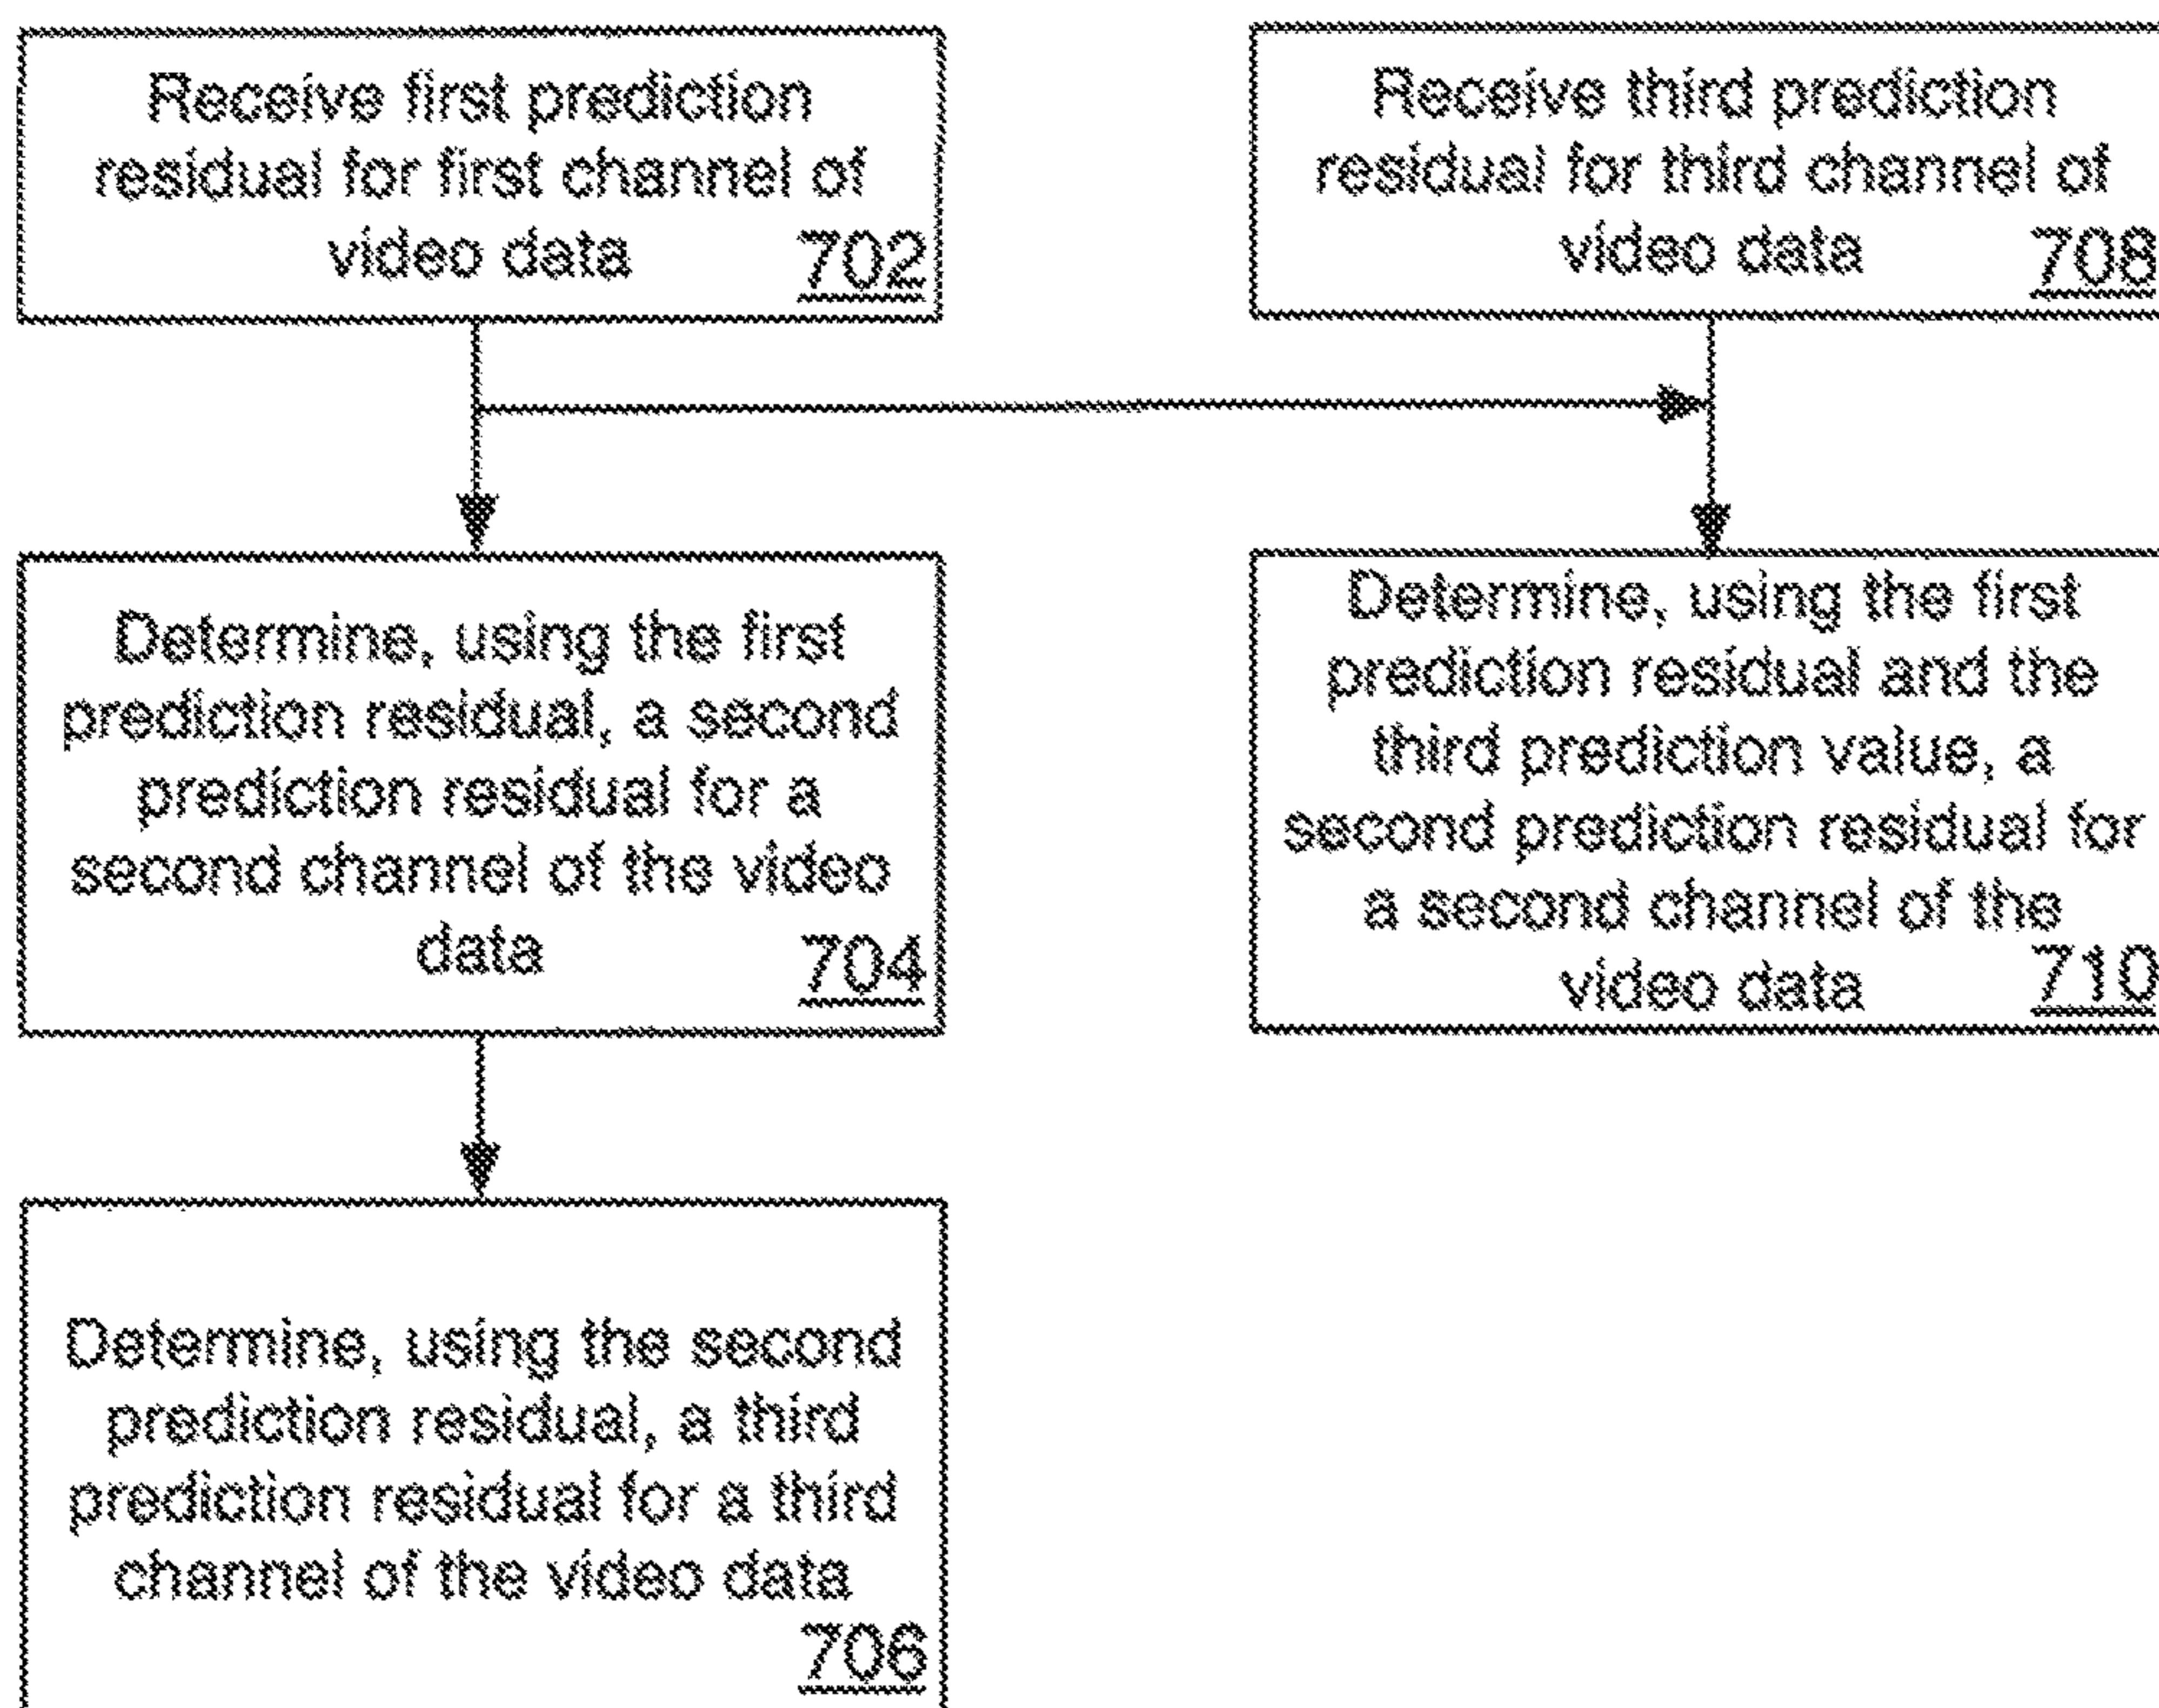 Receive first prediction
residual for first channel of
video data
702
Receive third prediction
residual for third channel of
video data
708
Determine, using the first
prediction residual, a second
prediction residual for a
second channel of the video
data
704
Determine, using the first
prediction residual and the
third prediction value, a
second prediction residual for
a second channel of the
video data
710
Determine, using the second
prediction residual, a third
prediction residual for a third
channel of the video data
706